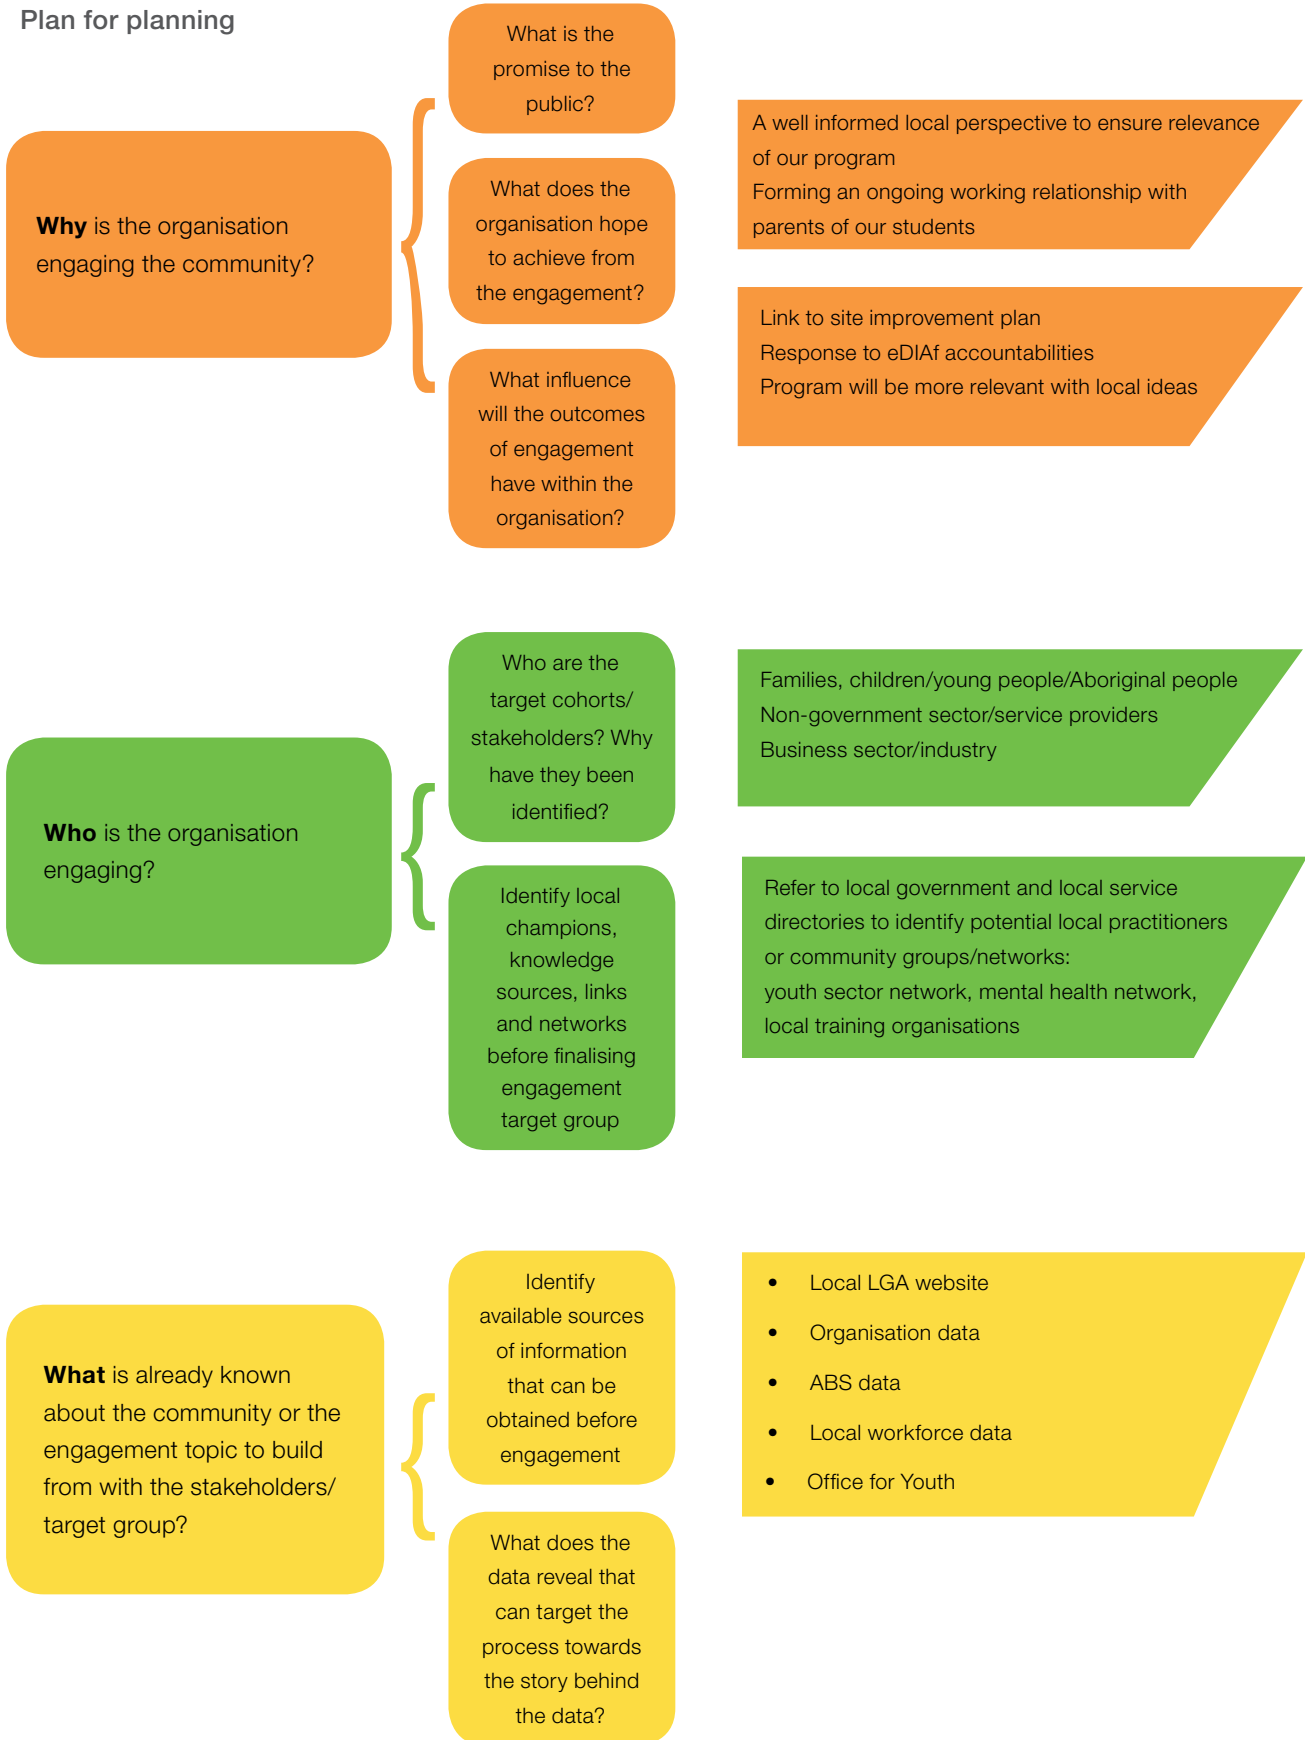 Plan for planning
Why is the organisation
engaging the community?
What is the
promise to the
public?
What does the
organisation hope
to achieve from
the engagement?
What influence
will the outcomes
of engagement
have within the
organisation?
A well informed local perspective to ensure relevance
of our program
Forming an ongoing working relationship with
parents of our students
Link to site improvement plan
Response to eDIAf accountabilities
Program will be more relevant with local ideas
Who is the organisation
engaging?
Who are the
target cohorts/
stakeholders? Why
have they been
identified?
Identify local
champions,
knowledge
sources, links
and networks
before finalising
engagement
target group
Families, children/young people/Aboriginal people
Non-government sector/service providers
Business sector/industry
Refer to local government and local service
directories to identify potential local practitioners
or community groups/networks:
youth sector network, mental health network,
local training organisations
What is already known
about the community or the
engagement topic to build
from with the stakeholders/
target group?
Identify
available sources
of information
that can be
obtained before
engagement
What does the
data reveal that
can target the
process towards
the story behind
the data?
• Local LGA website
• Organisation data
• ABS data
• Local workforce data
• Office for Youth